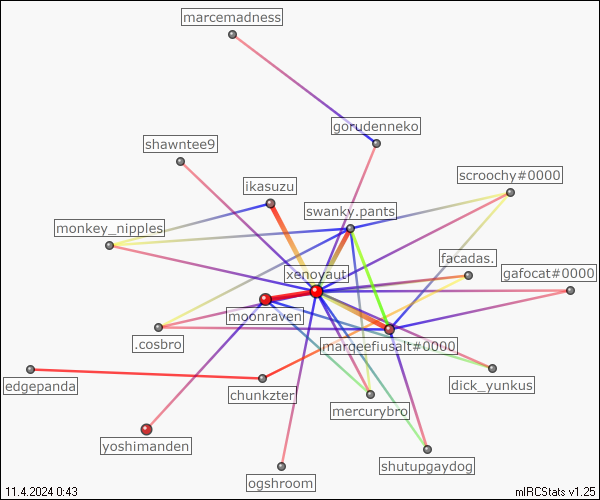 marcemadness
gorudenneko
shawntee9
scroochy#0000
ikasuzu
swanky.pants
monkey_nipples
facadas.
xenoyaut
gafocat#0000
moonraven
.cosbro
marqeefiusalt#0000
edgepanda
chunkzter
dick_yunkus
mercurybro
yoshimanden
shutupgaydog
ogshroom
11.4.2024 0:43
mIRCStats v1.25